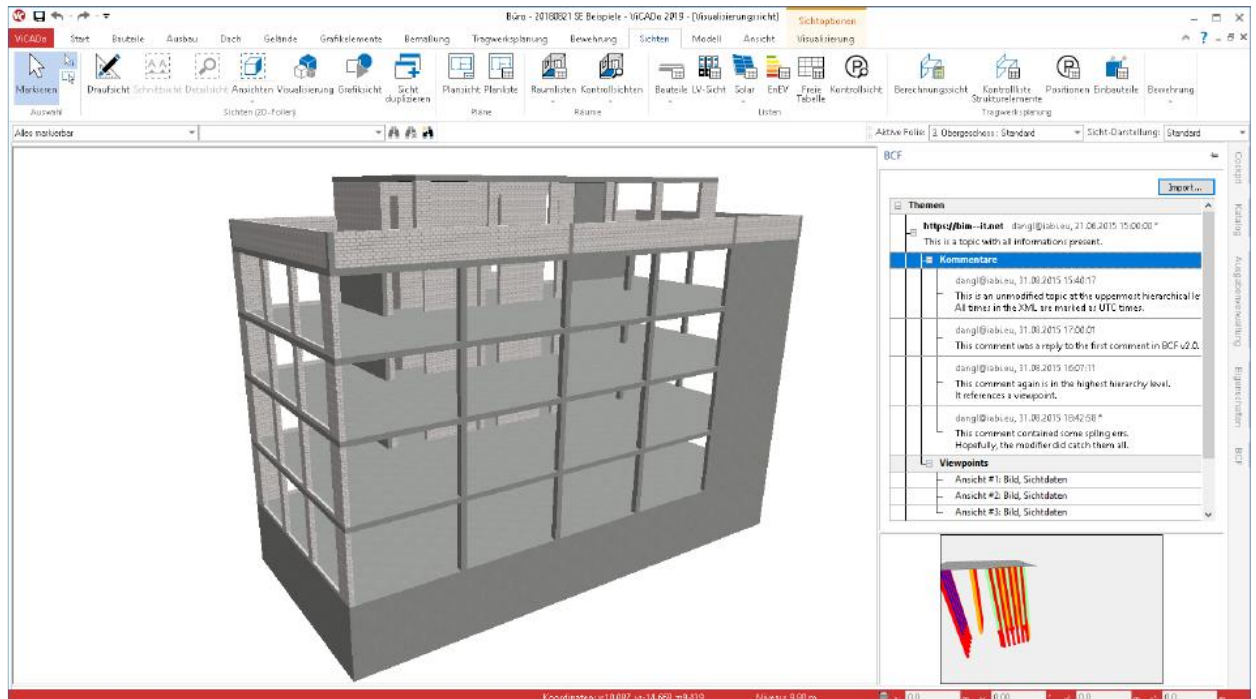 Büro - 20180821 SE Beispiele - ViCADo 2019 - [Visualisierungssicht]
Sichtoptionen
ViCADo Start Bauteile Ausbau Dach Gelände Grafikelemente Bemaßung Tragwerksplanung Bewehrung Sichten Modell Ansicht Visualisierung
Markieren Draufsicht Schnittsicht Detailsicht Ansichten Visualisierung Grafiksicht Sicht duplizieren Plansicht Planliste Raumlisten Kontrollsichten Bauteile LV-Sicht Solar EnEV Freie Tabelle Kontrollsicht Berechnungssicht Kontrollliste Strukturelemente Positionen Einbauteile Bewehrung
Auswahl Sichten (2D-Folien) Pläne Räume Listen Tragwerksplanung
Alles markierbar
Aktive Folie: 3. Obergeschoss : Standard Sicht-Darstellung: Standard
BCF
Import...
Themen
https://bim--it.net dangl@iabi.eu, 21.06.2015 15:00:00 *
This is a topic with all informations present.
Kommentare
dangl@iabi.eu, 31.08.2015 15:40:17
This is an unmodified topic at the uppermost hierarchical le
All times in the XML are marked as UTC times.
dangl@iabi.eu, 31.08.2015 17:00:01
This comment was a reply to the first comment in BCF v2.0.
dangl@iabi.eu, 31.08.2015 16:07:11
This comment again is in the highest hierarchy level.
It references a viewpoint.
dangl@iabi.eu, 31.08.2015 18:42:58 *
This comment contained some spllng errs.
Hopefully, the modifier did catch them all.
Viewpoints
Ansicht #1: Bild, Sichtdaten
Ansicht #2: Bild, Sichtdaten
Ansicht #3: Bild, Sichtdaten
Cockpit
Katalog
Ausgabenverwaltung
Eigenschaften
BCF